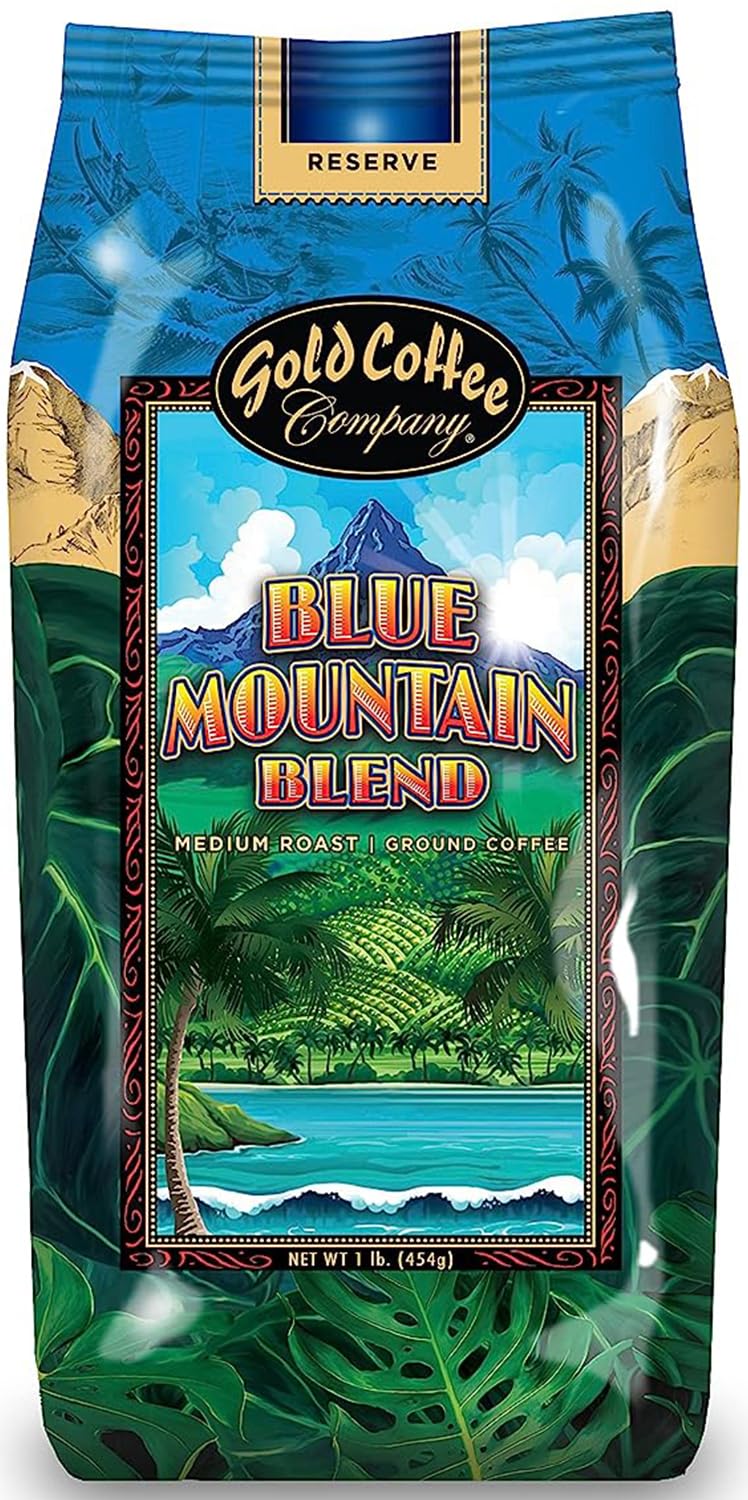 RESERVE
Gold Coffee
Company®
BLUE
MOUNTAIN
BLEND
MEDIUM ROAST | GROUND COFFEE
NET WT 1 lb. (454g)